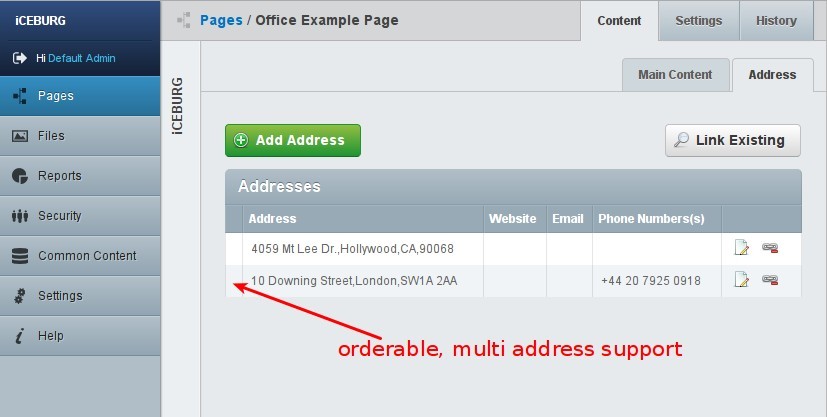 iCEBURG
Hi Default Admin
Pages
Files
Reports
Security
Common Content
Settings
Help
Pages / Office Example Page
Content Settings History
iCEBURG
Main Content Address
Add Address Link Existing
Addresses
Address Website Email Phone Numbers(s)
4059 Mt Lee Dr.,Hollywood,CA,90068
10 Downing Street,London,SW1A 2AA +44 20 7925 0918
orderable, multi address support